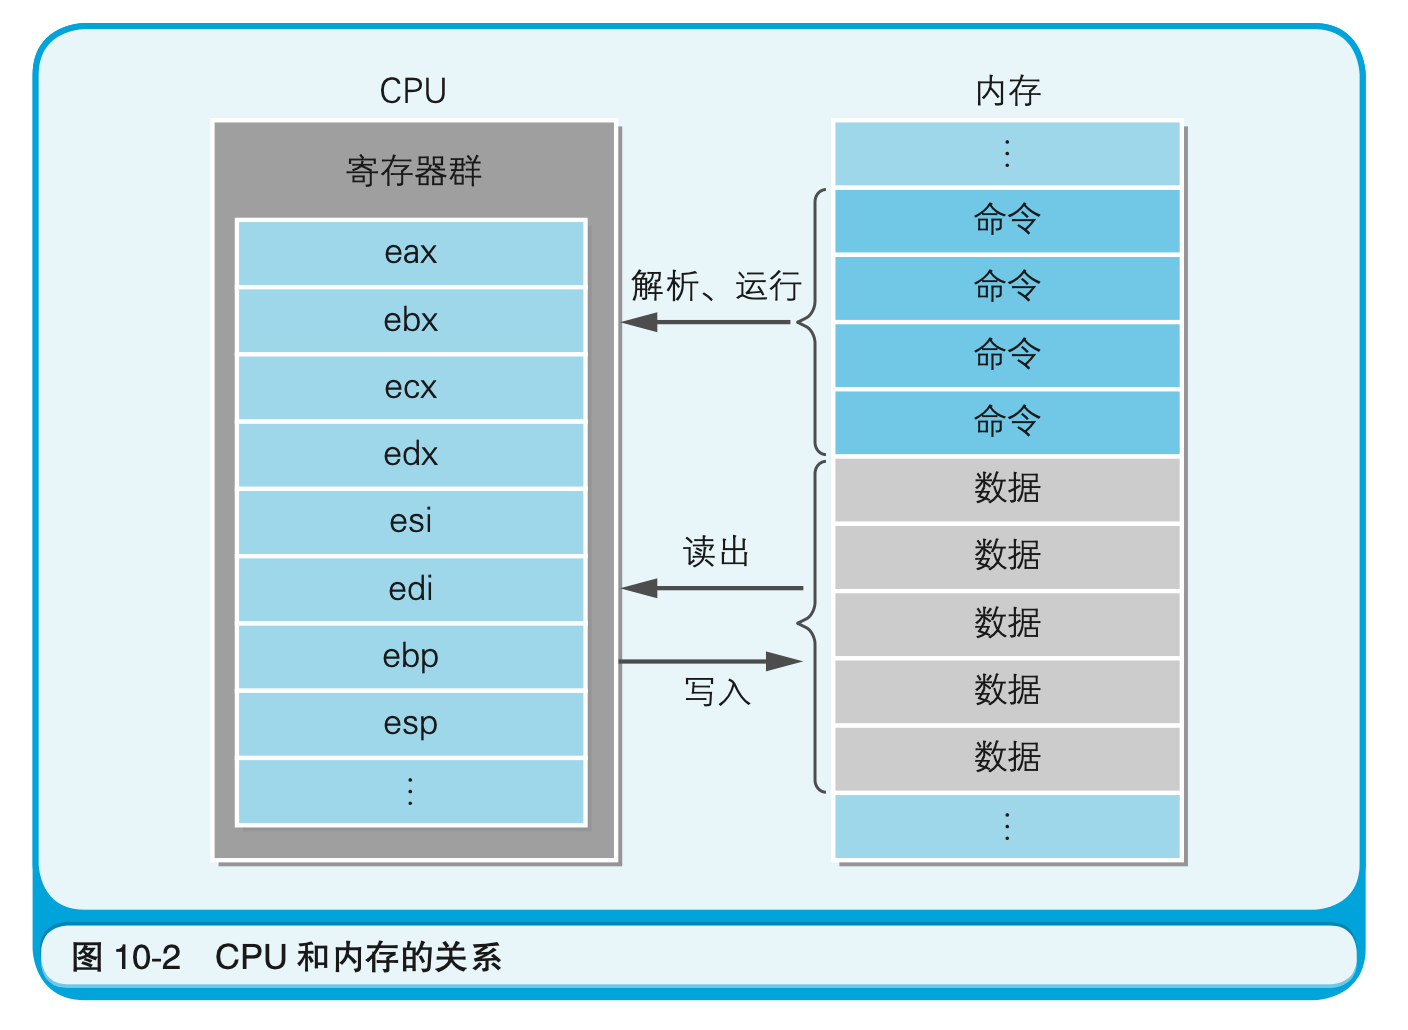 CPU
寄存器群
eax
ebx
ecx
edx
esi
edi
ebp
esp
⋮
解析、运行
读出
写入
内存
⋮
命令
命令
命令
命令
数据
数据
数据
数据
数据
⋮
图 10-2 CPU 和内存的关系